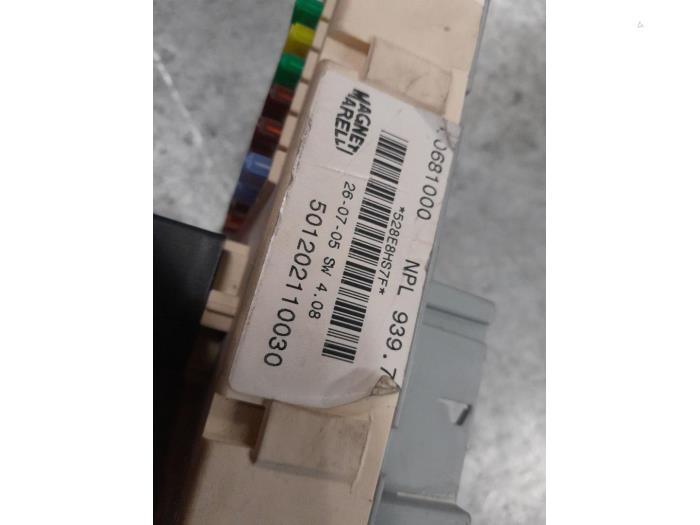 0681000 NPL 939.7
*528E8HS7F*
MAGNETI
MARELLI
26-07-05 SW 4.08
501202110030